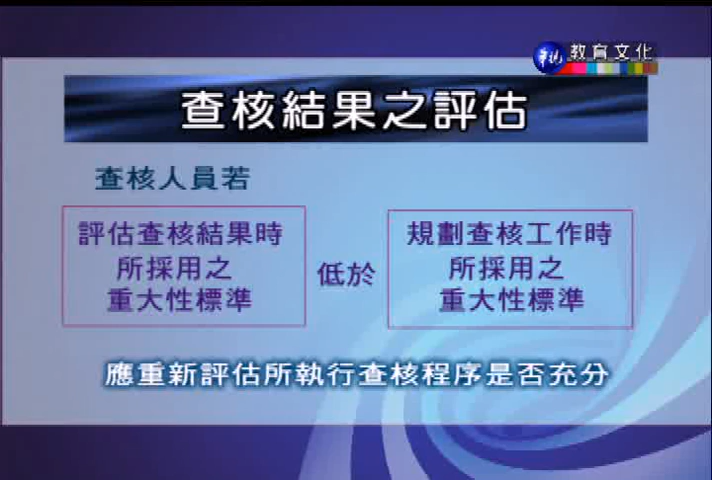 華視
教育文化
查核結果之評估
查核人員若
評估查核結果時
所採用之
重大性標準
低於
規劃查核工作時
所採用之
重大性標準
應重新評估所執行查核程序是否充分